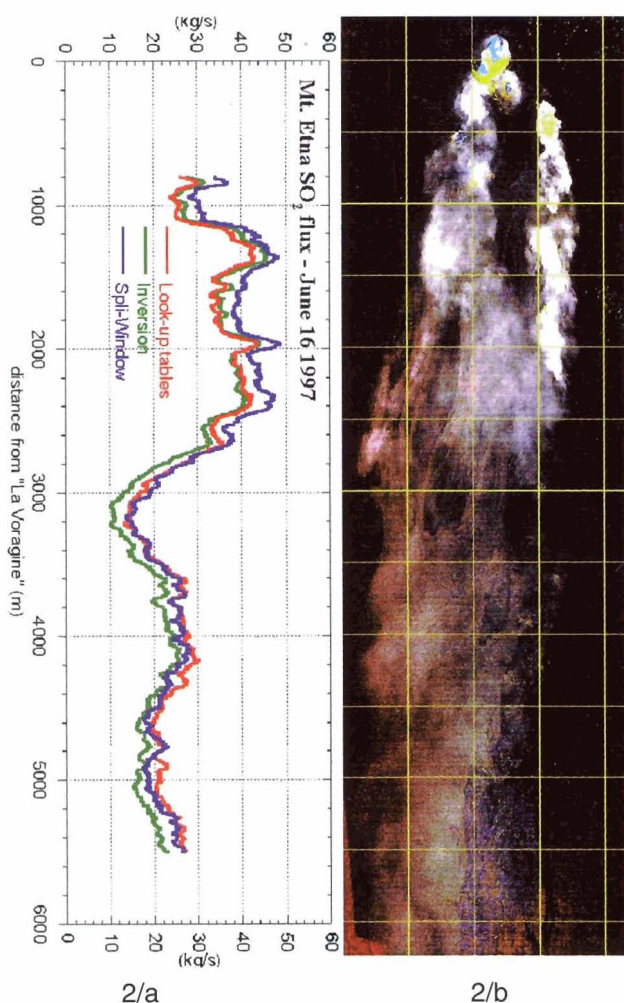 (kg/s)
0 10 20 30 40 50 60
Mt. Etna SO₂ flux - June 16 1997
Look-up tables
Inversion
Spli-Window
0 1000 2000 3000 4000 5000 6000
distance from "La Voragine" (m)
0 10 20 30 40 50 60
(kg/s)
2/a
2/b